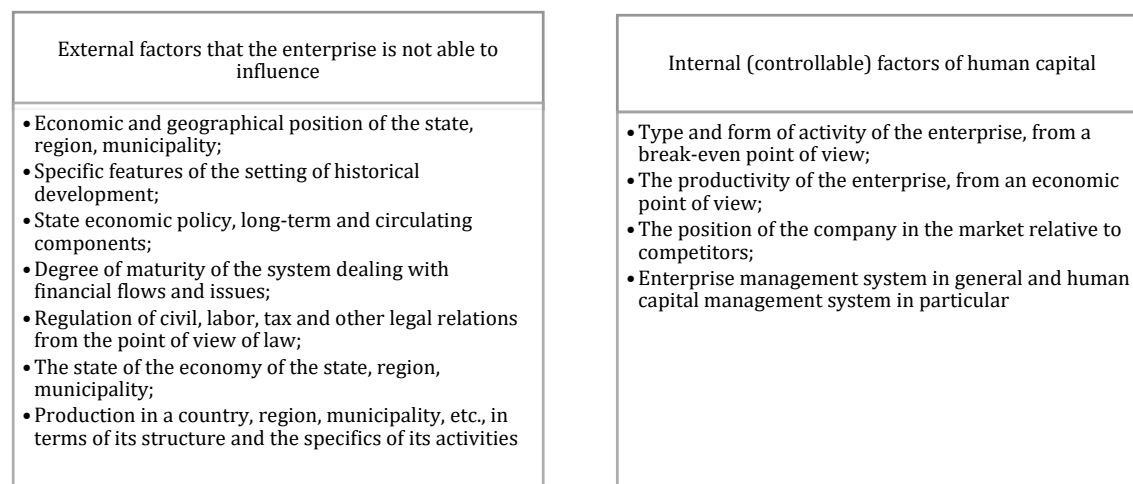 External factors that the enterprise is not able to
influence
• Economic and geographical position of the state,
region, municipality;
• Specific features of the setting of historical
development;
• State economic policy, long-term and circulating
components;
• Degree of maturity of the system dealing with
financial flows and issues;
• Regulation of civil, labor, tax and other legal relations
from the point of view of law;
• The state of the economy of the state, region,
municipality;
• Production in a country, region, municipality, etc., in
terms of its structure and the specifics of its activities
Internal (controllable) factors of human capital
• Type and form of activity of the enterprise, from a
break-even point of view;
• The productivity of the enterprise, from an economic
point of view;
• The position of the company in the market relative to
competitors;
• Enterprise management system in general and human
capital management system in particular